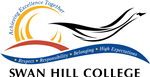 Achieving Excellence Together
• Respect • Responsibility • Belonging • High Expectations
SWAN HILL COLLEGE